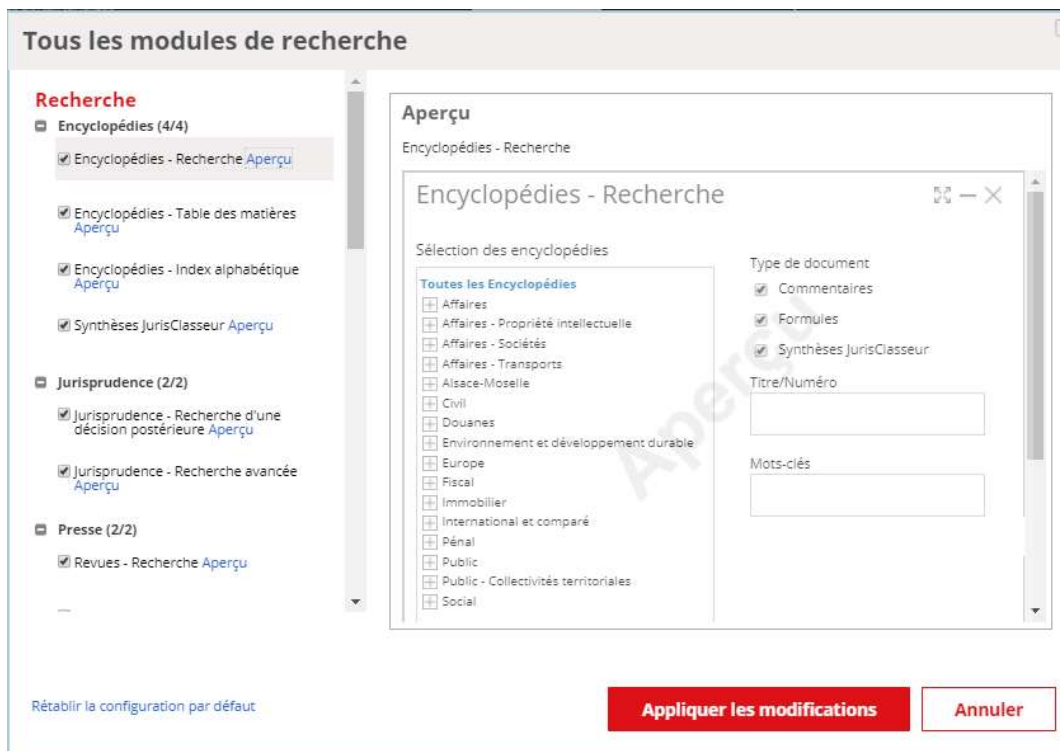 Tous les modules de recherche
Recherche
Encyclopédies (4/4)
Encyclopédies - Recherche Aperçu
Encyclopédies - Table des matières
Aperçu
Encyclopédies - Index alphabétique
Aperçu
Synthèses JurisClasseur Aperçu
Jurisprudence (2/2)
Jurisprudence - Recherche d'une
décision postérieure Aperçu
Jurisprudence - Recherche avancée
Aperçu
Presse (2/2)
Revues - Recherche Aperçu
Aperçu
Encyclopédies - Recherche
Encyclopédies - Recherche
Sélection des encyclopédies
Toutes les Encyclopédies
Affaires
Affaires - Propriété intellectuelle
Affaires - Sociétés
Affaires - Transports
Alsace-Moselle
Civil
Douanes
Environnement et développement durable
Europe
Fiscal
Immobilier
International et comparé
Pénal
Public
Public - Collectivités territoriales
Social
Type de document
Commentaires
Formules
Synthèses JurisClasseur
Titre/Numéro
Mots-clés
Aperçu
Rétablir la configuration par défaut
Appliquer les modifications
Annuler